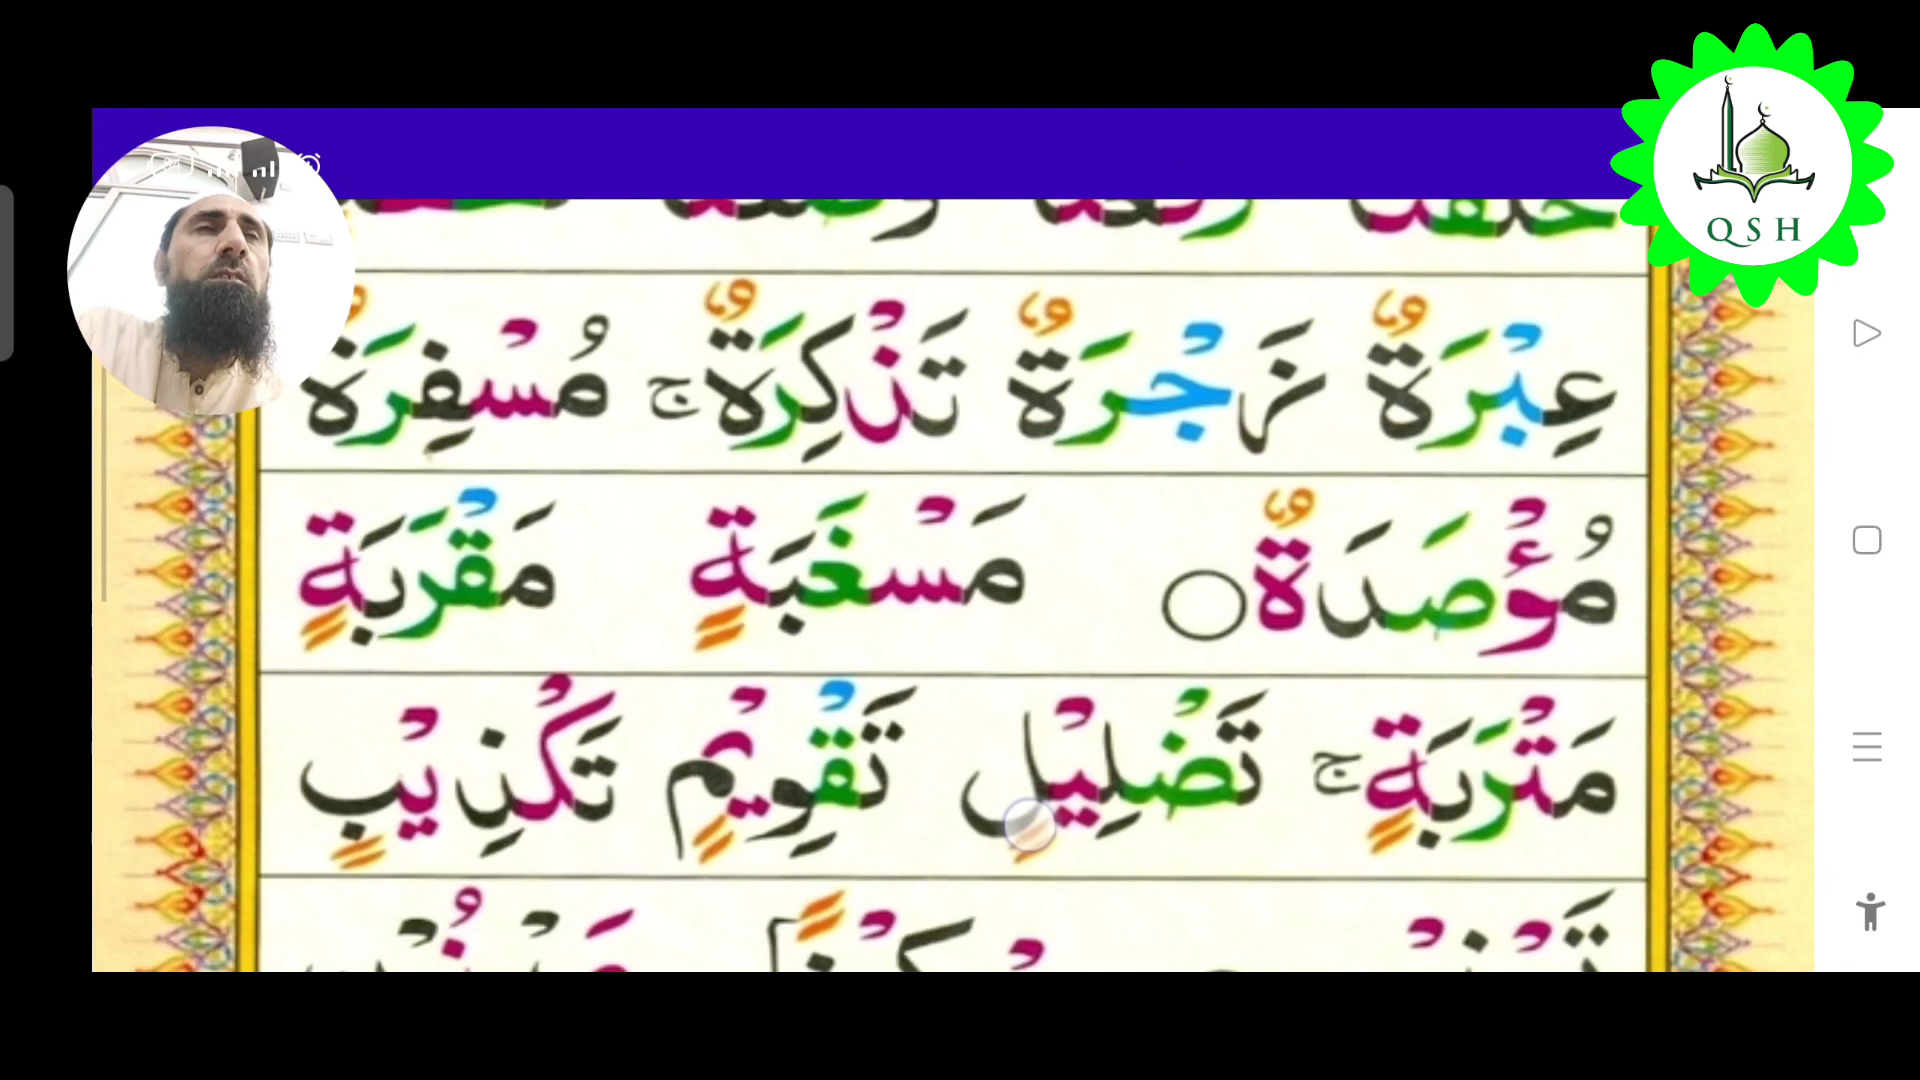 QSH
عِبْرَةٌ زَجْرَةٌ تَذْكِرَةٌ ج مُسْفِرَةٌ
مُؤْصَدَةٌ ○ مَسْغَبَةٍ مَقْرَبَةٍ
مَتْرَبَةٍ ج تَضْلِيْلٍ تَقْوِيْمٍ تَكْذِيْبٍ